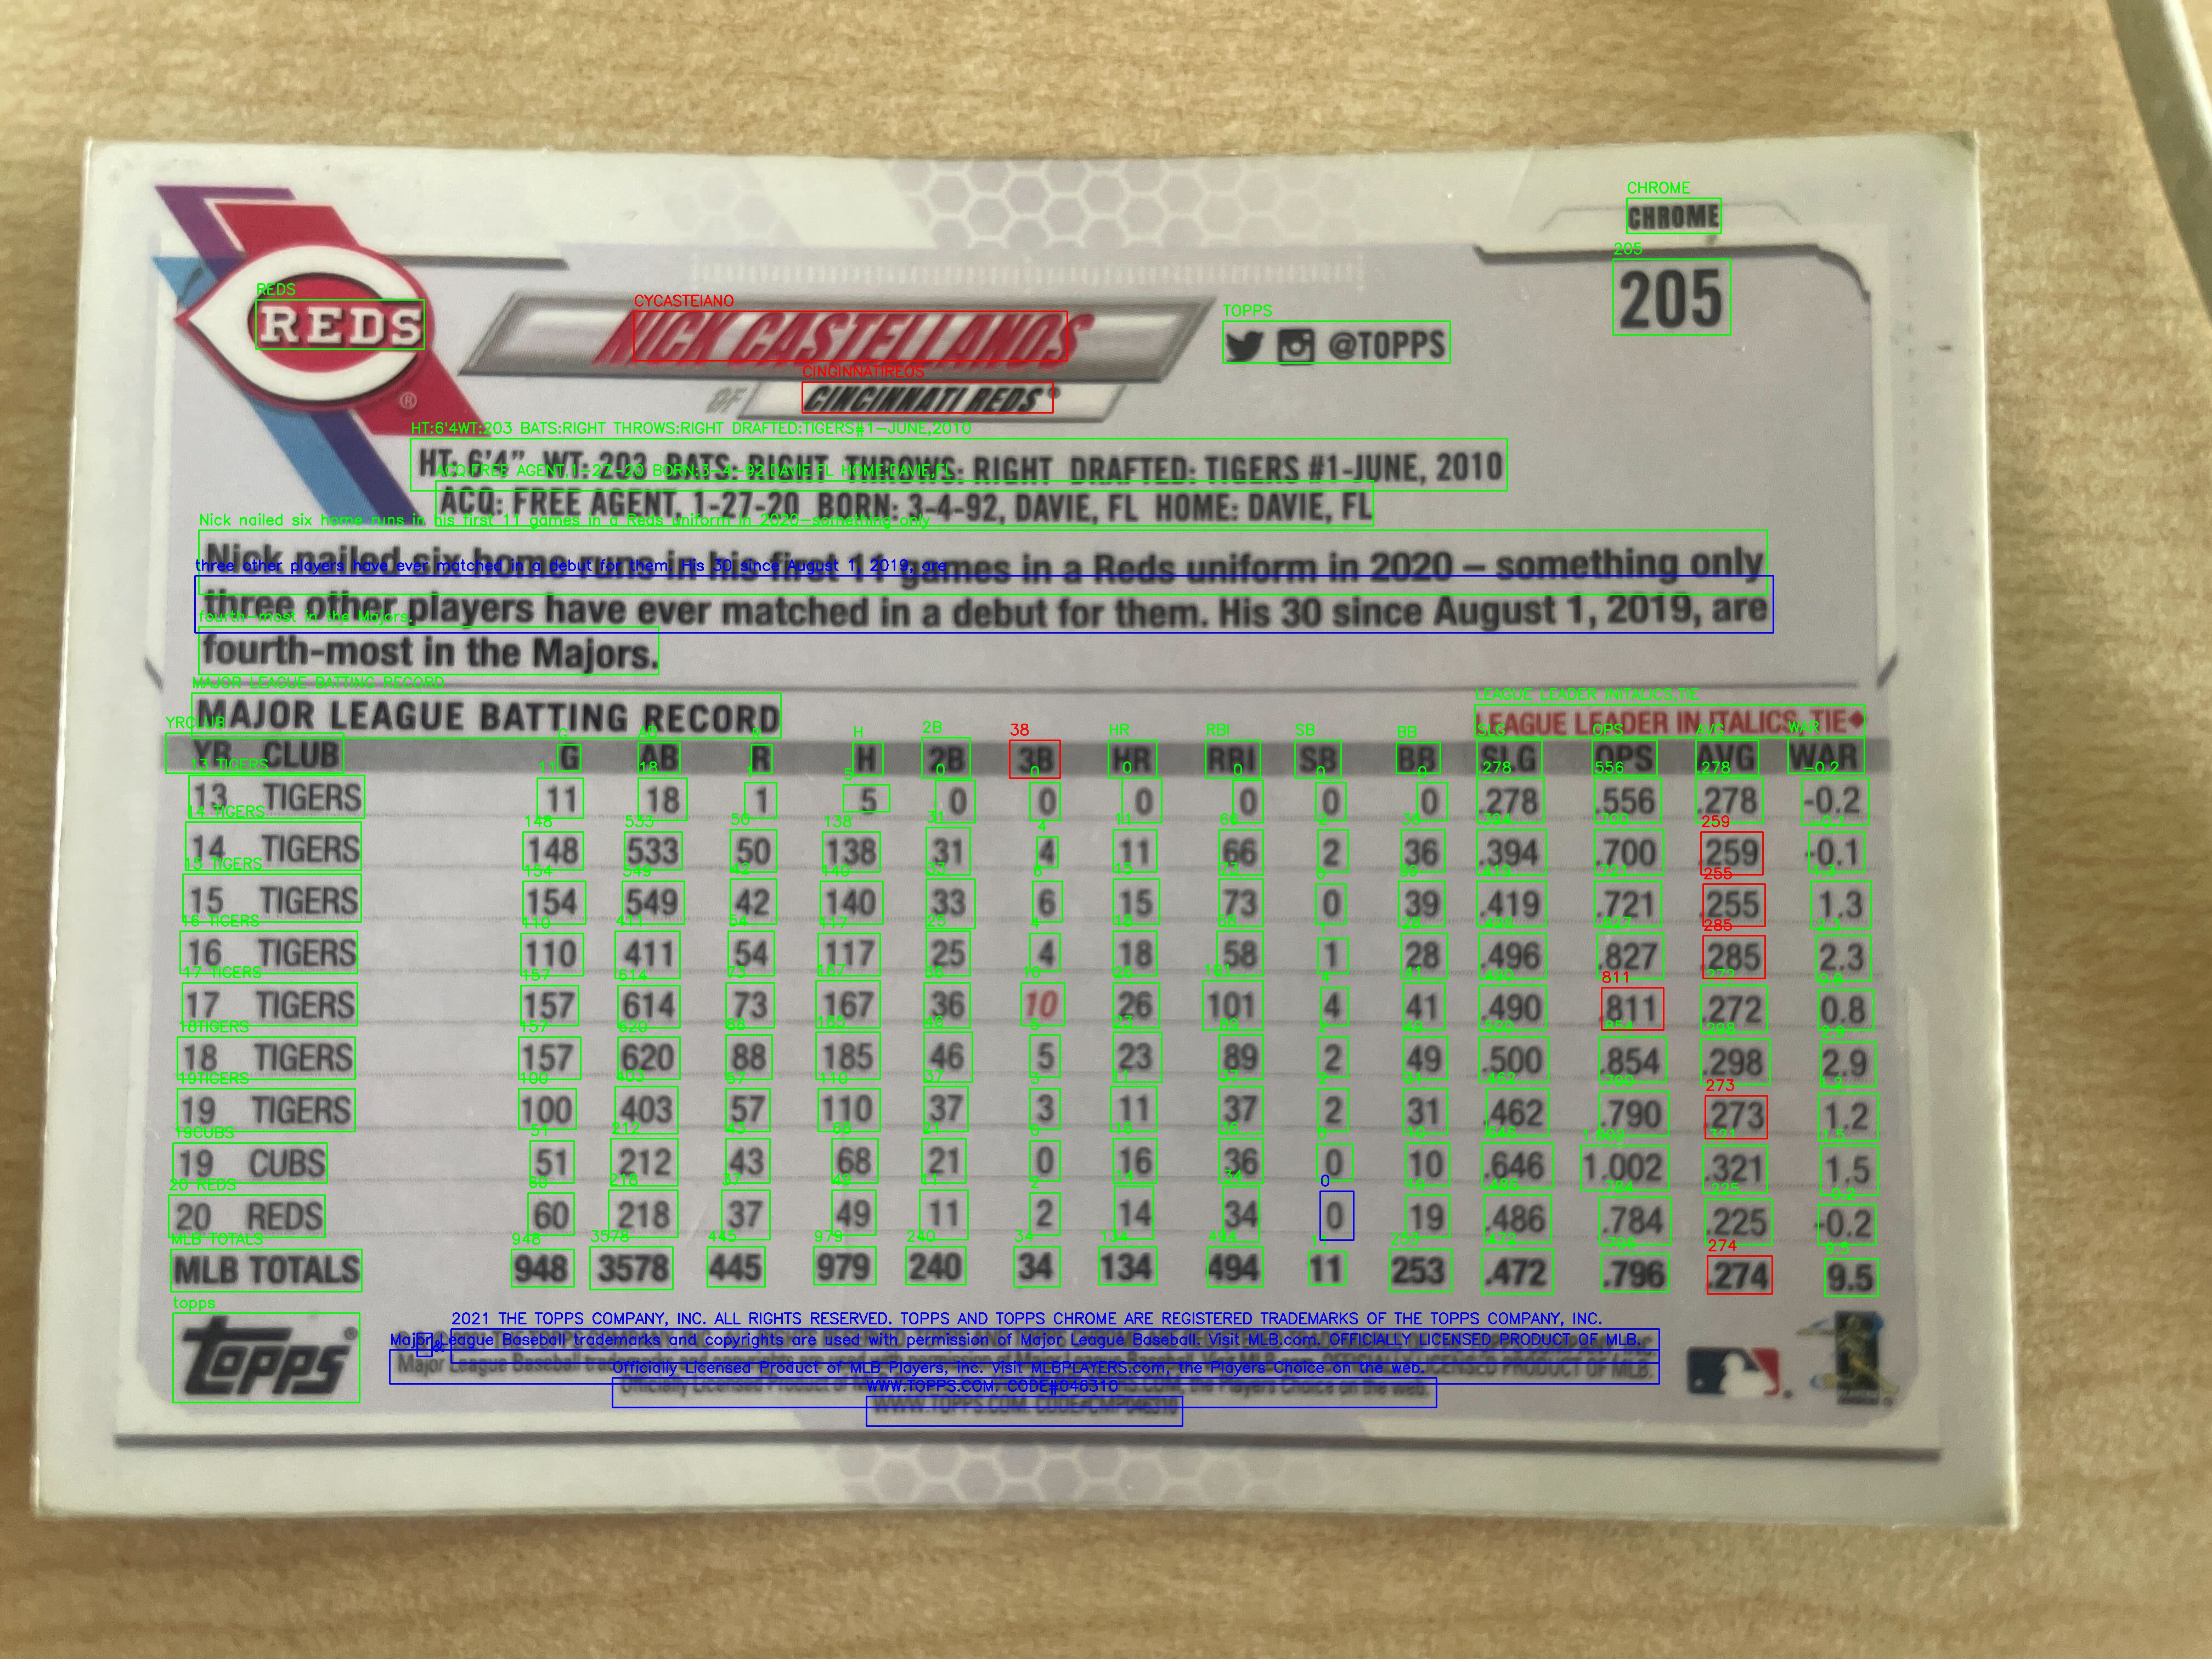 CHROME
205
REDS
NICK CASTELLANOS
@TOPPS
OF CINCINNATI REDS®
HT: 6'4" WT: 203 BATS: RIGHT THROWS: RIGHT DRAFTED: TIGERS #1-JUNE, 2010
ACQ: FREE AGENT, 1-27-20 BORN: 3-4-92, DAVIE, FL HOME: DAVIE, FL
Nick nailed six home runs in his first 11 games in a Reds uniform in 2020 – something only
three other players have ever matched in a debut for them. His 30 since August 1, 2019, are
fourth-most in the Majors.
MAJOR LEAGUE BATTING RECORD LEAGUE LEADER IN ITALICS, TIE◆
YR CLUB G AB R H 2B 3B HR RBI SB BB SLG OPS AVG WAR
13 TIGERS 11 18 1 5 0 0 0 0 0 0 .278 .556 .278 -0.2
14 TIGERS 148 533 50 138 31 4 11 66 2 36 .394 .700 .259 -0.1
15 TIGERS 154 549 42 140 33 6 15 73 0 39 .419 .721 .255 1.3
16 TIGERS 110 411 54 117 25 4 18 58 1 28 .496 .827 .285 2.3
17 TIGERS 157 614 73 167 36 10 26 101 4 41 .490 .811 .272 0.8
18 TIGERS 157 620 88 185 46 5 23 89 2 49 .500 .854 .298 2.9
19 TIGERS 100 403 57 110 37 3 11 37 2 31 .462 .790 .273 1.2
19 CUBS 51 212 43 68 21 0 16 36 0 10 .646 1.002 .321 1.5
20 REDS 60 218 37 49 11 2 14 34 0 19 .486 .784 .225 -0.2
MLB TOTALS 948 3578 445 979 240 34 134 494 11 253 .472 .796 .274 9.5
topps®
2021 THE TOPPS COMPANY, INC. ALL RIGHTS RESERVED. TOPPS AND TOPPS CHROME ARE REGISTERED TRADEMARKS OF THE TOPPS COMPANY, INC.
Major League Baseball trademarks and copyrights are used with permission of Major League Baseball. Visit MLB.com. OFFICIALLY LICENSED PRODUCT OF MLB.
Officially Licensed Product of MLB Players, Inc. Visit MLBPLAYERS.com, the Players Choice on the web.
WWW.TOPPS.COM. CODE#CMP046310